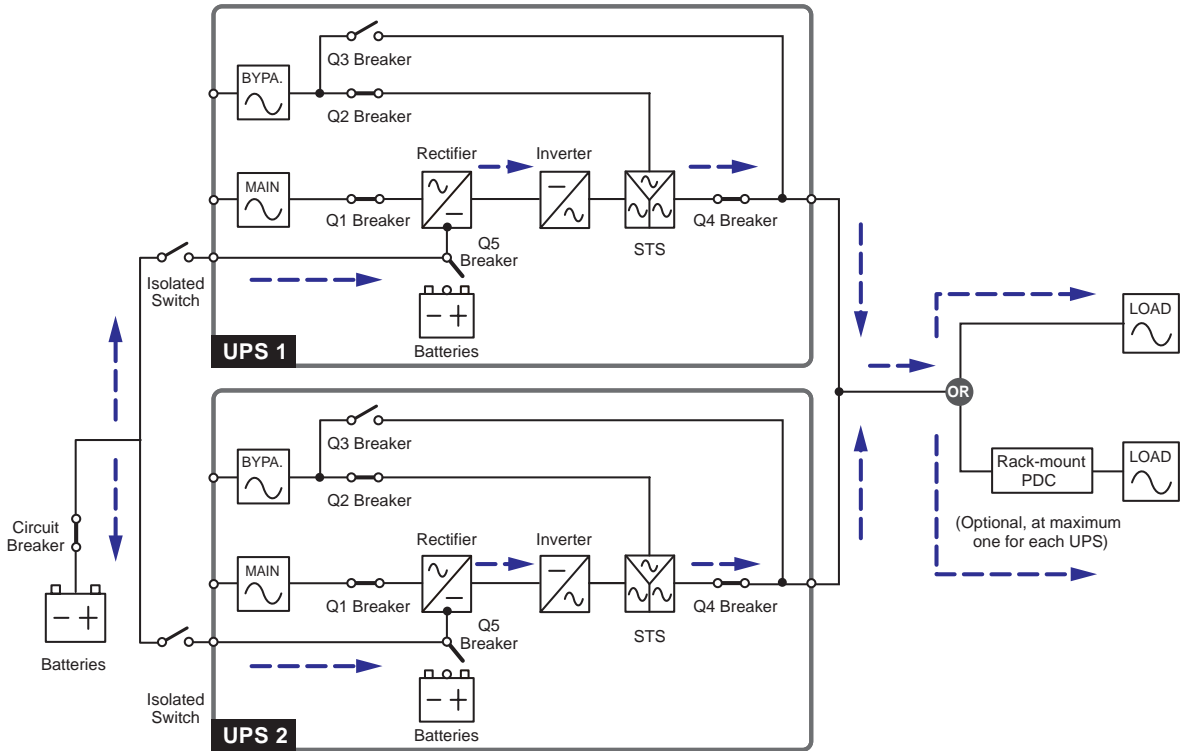 Q3 Breaker
BYPA.
Q2 Breaker
Rectifier
Inverter
MAIN
Q1 Breaker
Q4 Breaker
STS
Q5
Breaker
Isolated
Switch
− +
Batteries
UPS 1
LOAD
OR
Q3 Breaker
BYPA.
Q2 Breaker
Rack-mount
PDC
LOAD
(Optional, at maximum
one for each UPS)
Circuit
Breaker
− +
Batteries
Rectifier
Inverter
MAIN
Q1 Breaker
Q4 Breaker
STS
Q5
Breaker
Isolated
Switch
− +
Batteries
UPS 2